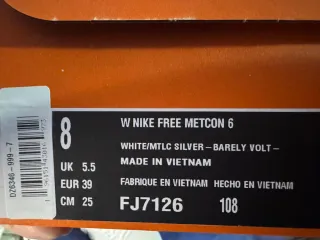 8
W NIKE FREE METCON 6
WHITE/MTLC SILVER–BARELY VOLT–
UK 5.5
MADE IN VIETNAM
EUR 39
FABRIQUE EN VIETNAM HECHO EN VIETNAM
CM 25
FJ7126 108
DZ6346-999-7